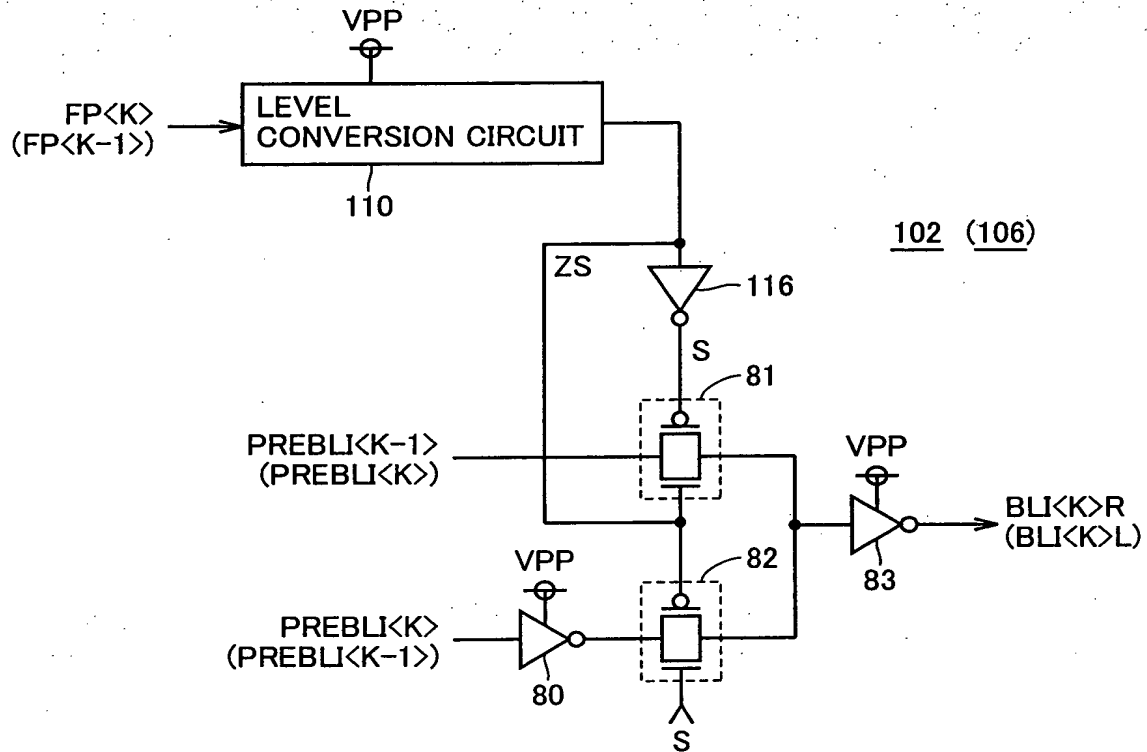 VPP
FP<K>
(FP<K-1>)
LEVEL
CONVERSION CIRCUIT
110
102 (106)
ZS
116
S
81
PREBLI<K-1>
(PREBLI<K>)
VPP
BLI<K>R
(BLI<K>L)
83
82
VPP
PREBLI<K>
(PREBLI<K-1>)
80
S